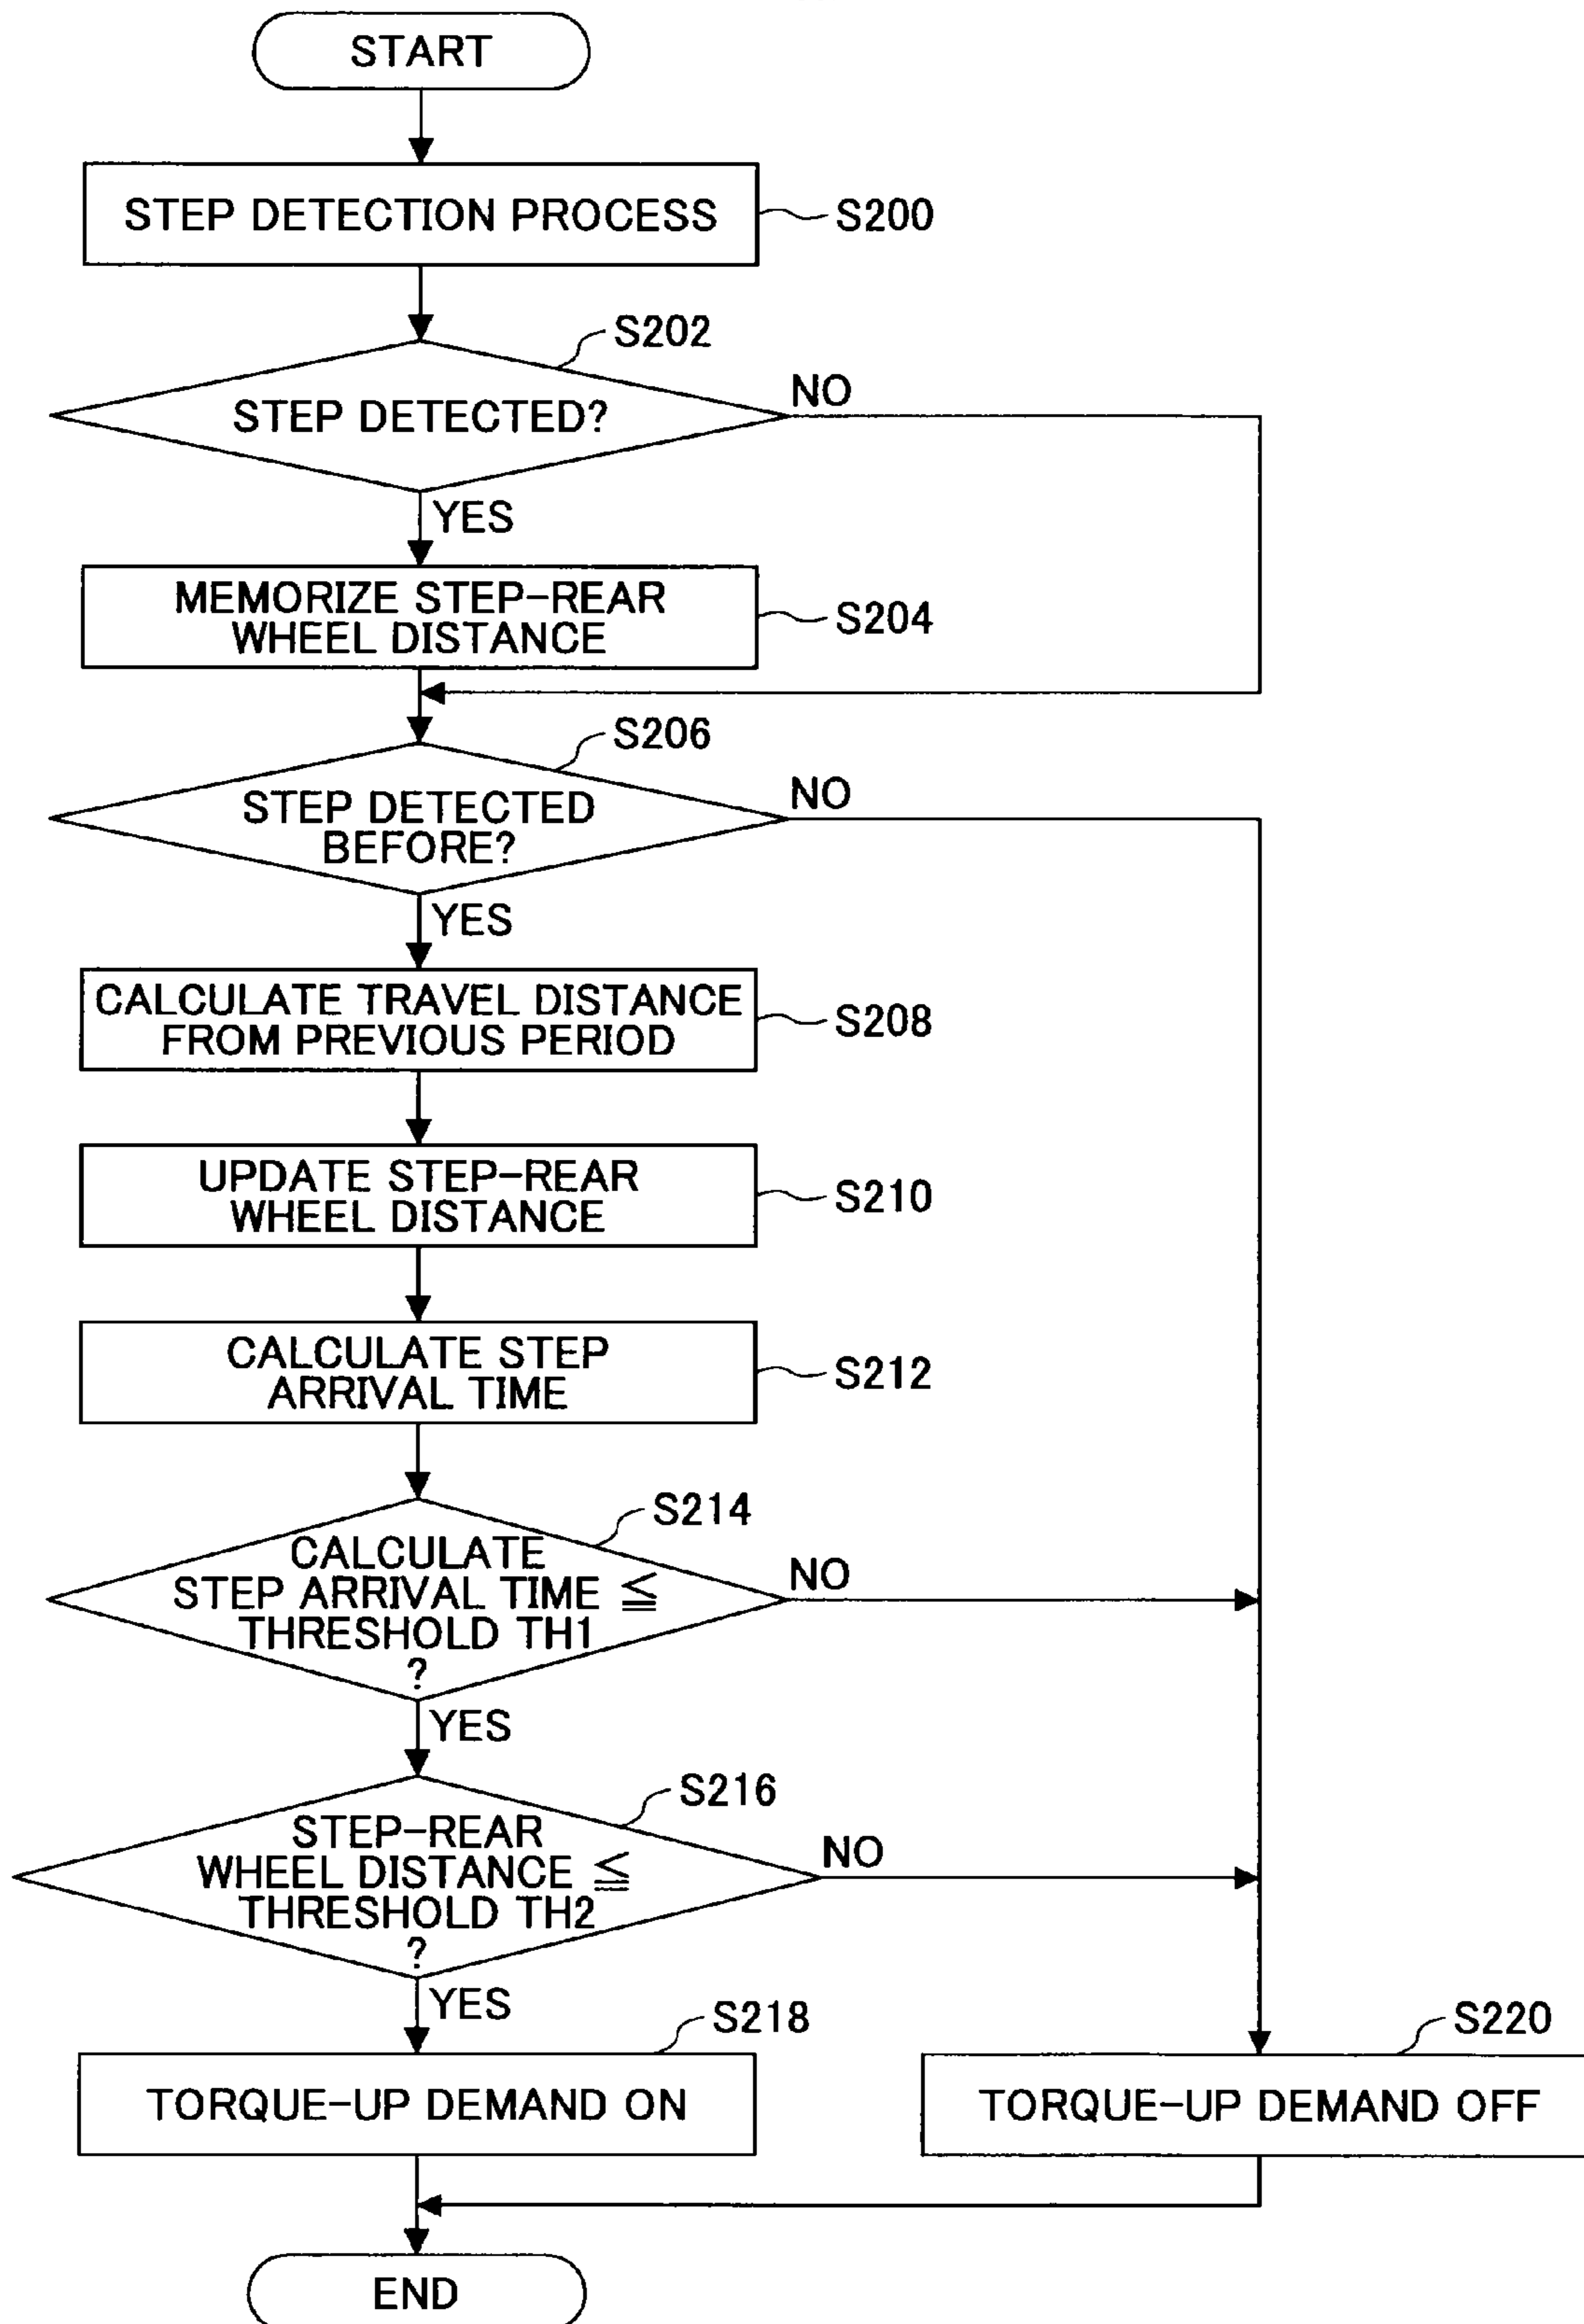 START
STEP DETECTION PROCESS
S200
S202
STEP DETECTED?
NO
YES
MEMORIZE STEP-REAR
WHEEL DISTANCE
S204
S206
STEP DETECTED
BEFORE?
NO
YES
CALCULATE TRAVEL DISTANCE
FROM PREVIOUS PERIOD
S208
UPDATE STEP-REAR
WHEEL DISTANCE
S210
CALCULATE STEP
ARRIVAL TIME
S212
S214
CALCULATE
STEP ARRIVAL TIME ≦
THRESHOLD TH1
?
NO
YES
S216
STEP-REAR
WHEEL DISTANCE ≦
THRESHOLD TH2
?
NO
YES
S218
TORQUE-UP DEMAND ON
S220
TORQUE-UP DEMAND OFF
END